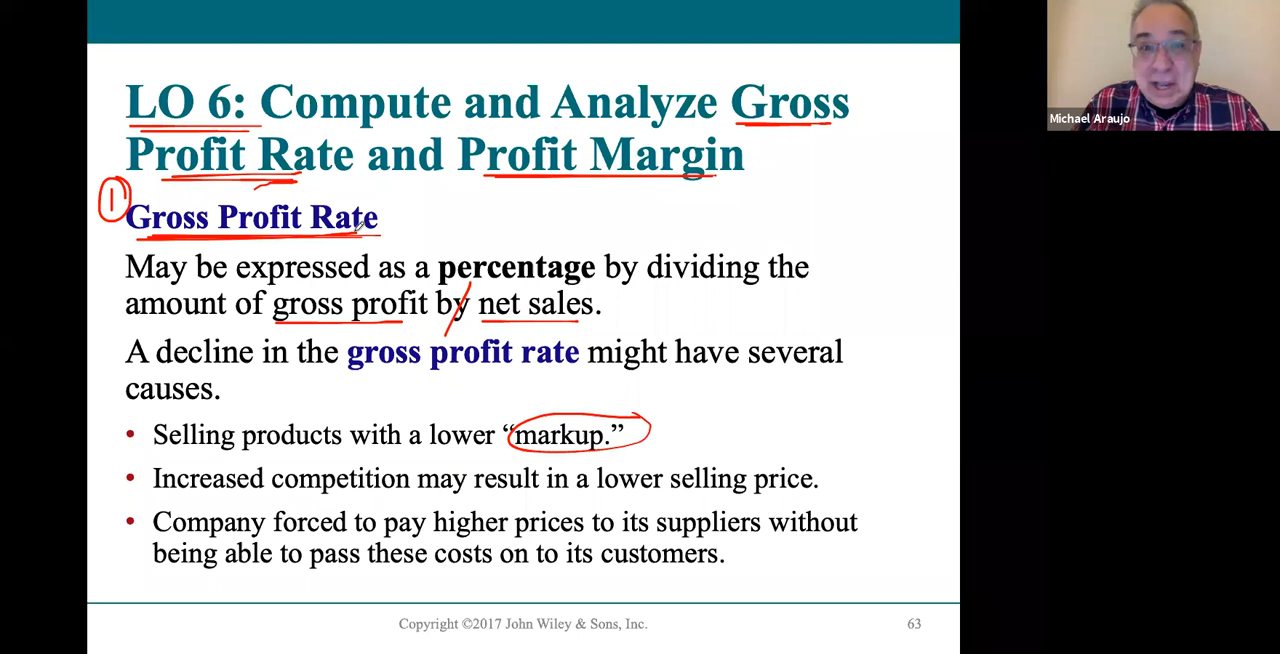 LO 6: Compute and Analyze Gross
Profit Rate and Profit Margin
1
Gross Profit Rate
May be expressed as a percentage by dividing the
amount of gross profit by net sales.
A decline in the gross profit rate might have several
causes.
• Selling products with a lower “markup.”
• Increased competition may result in a lower selling price.
• Company forced to pay higher prices to its suppliers without
being able to pass these costs on to its customers.
Copyright ©2017 John Wiley & Sons, Inc.
63
Michael Araujo